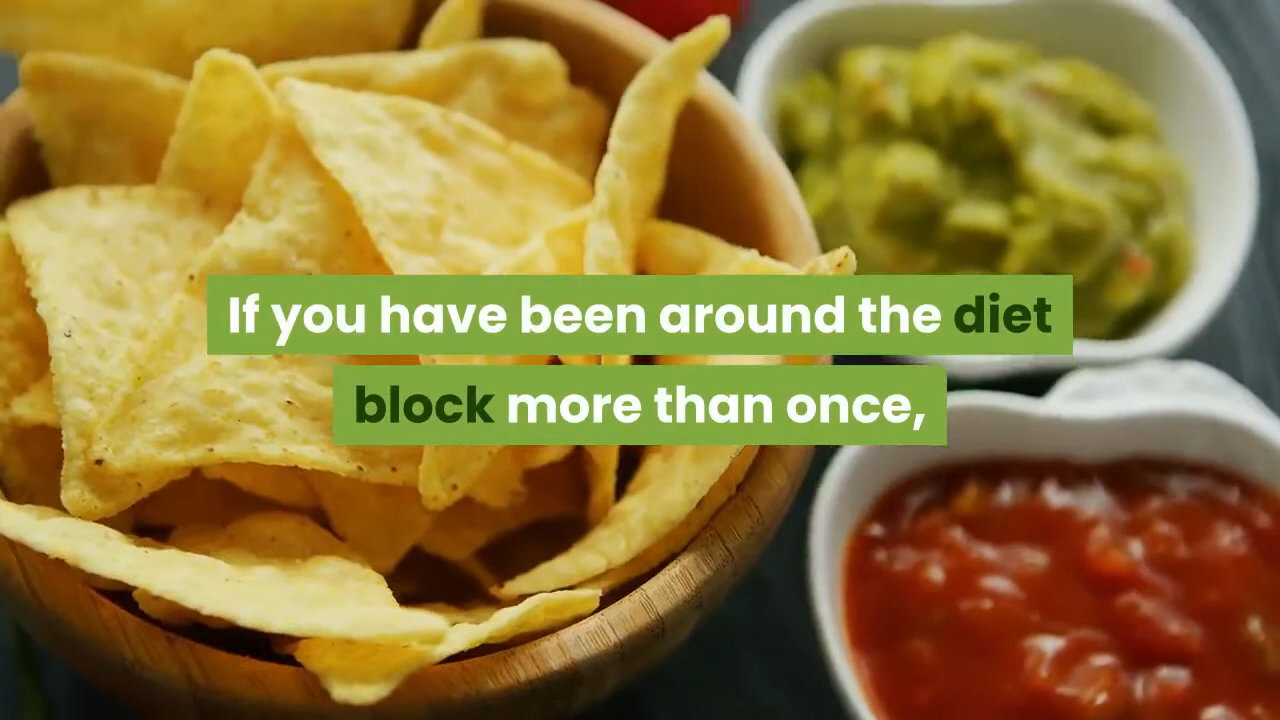 If you have been around the diet
block more than once,